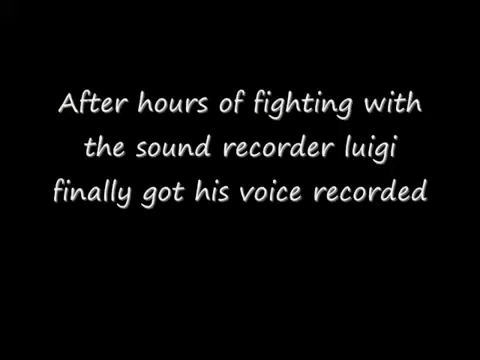 After hours of fighting with
the sound recorder luigi
finally got his voice recorded